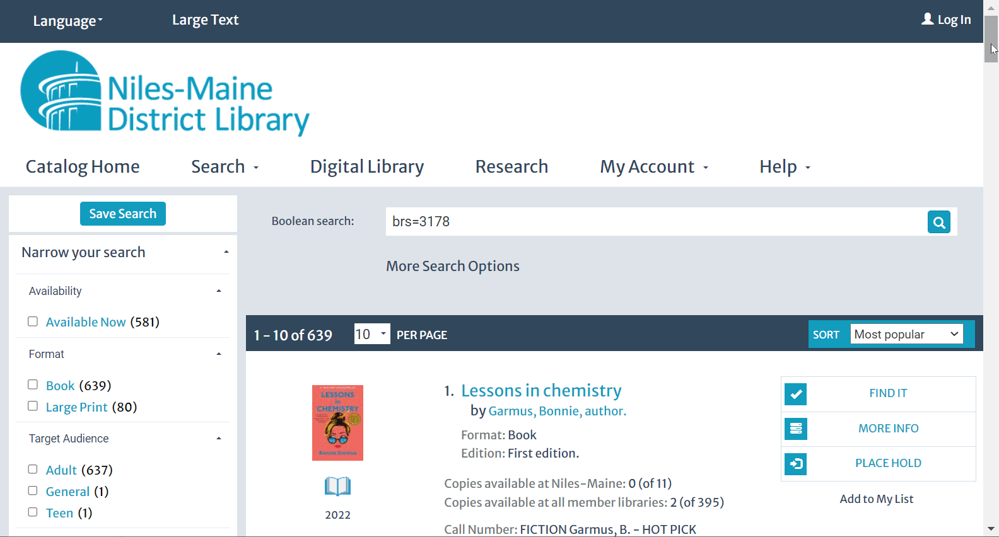 Language
Large Text
Log In
Niles-Maine
District Library
Catalog Home
Search
Digital Library
Research
My Account
Help
Save Search
Narrow your search
Availability
Available Now (581)
Format
Book (639)
Large Print (80)
Target Audience
Adult (637)
General (1)
Teen (1)
Boolean search:
brs=3178
More Search Options
1 - 10 of 639
10
PER PAGE
SORT
Most popular
LESSONS
in
CHEMISTRY
Bonnie Garmus
2022
1. Lessons in chemistry
by Garmus, Bonnie, author.
Format: Book
Edition: First edition.
Copies available at Niles-Maine: 0 (of 11)
Copies available at all member libraries: 2 (of 395)
Call Number: FICTION Garmus, B. - HOT PICK
FIND IT
MORE INFO
PLACE HOLD
Add to My List